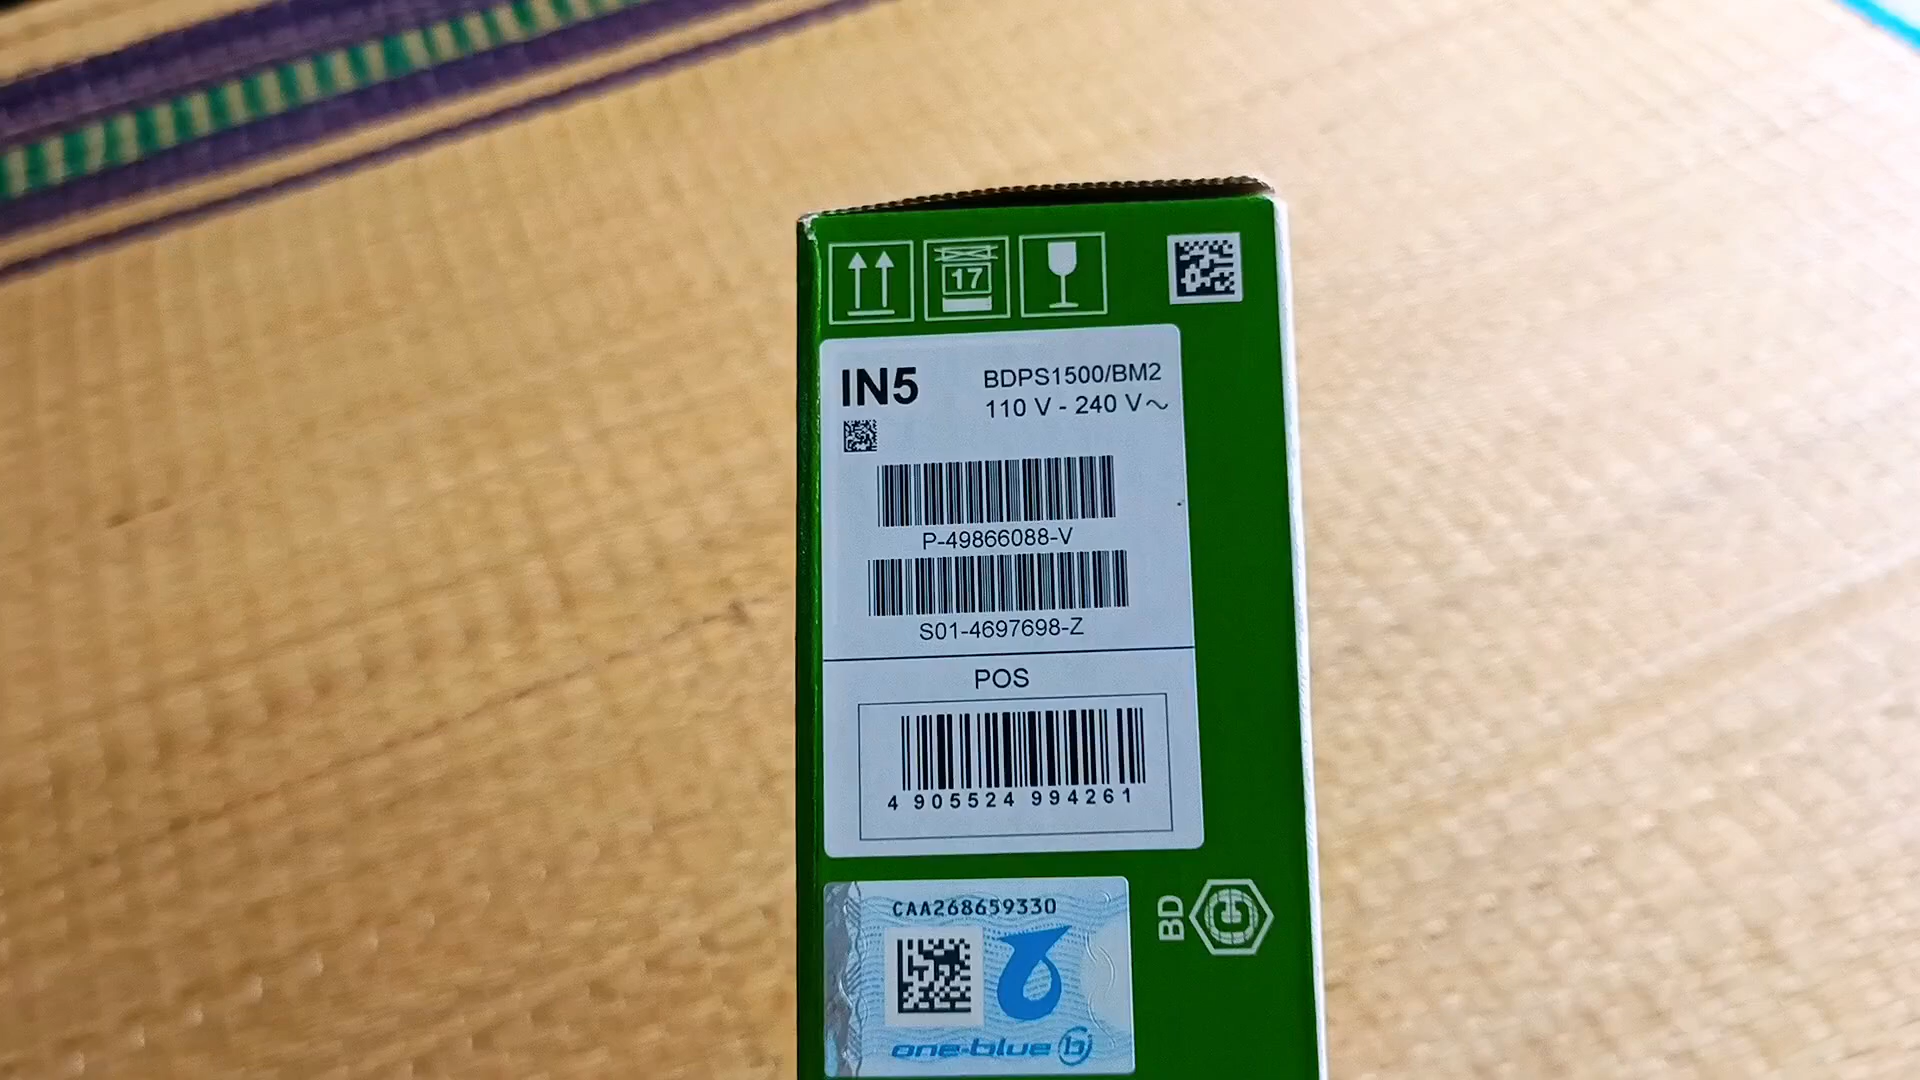 17
IN5
BDPS1500/BM2
110 V - 240 V~
P-49866088-V
S01-4697698-Z
POS
4 905524 994261
CAA268659330
one-blue
BD